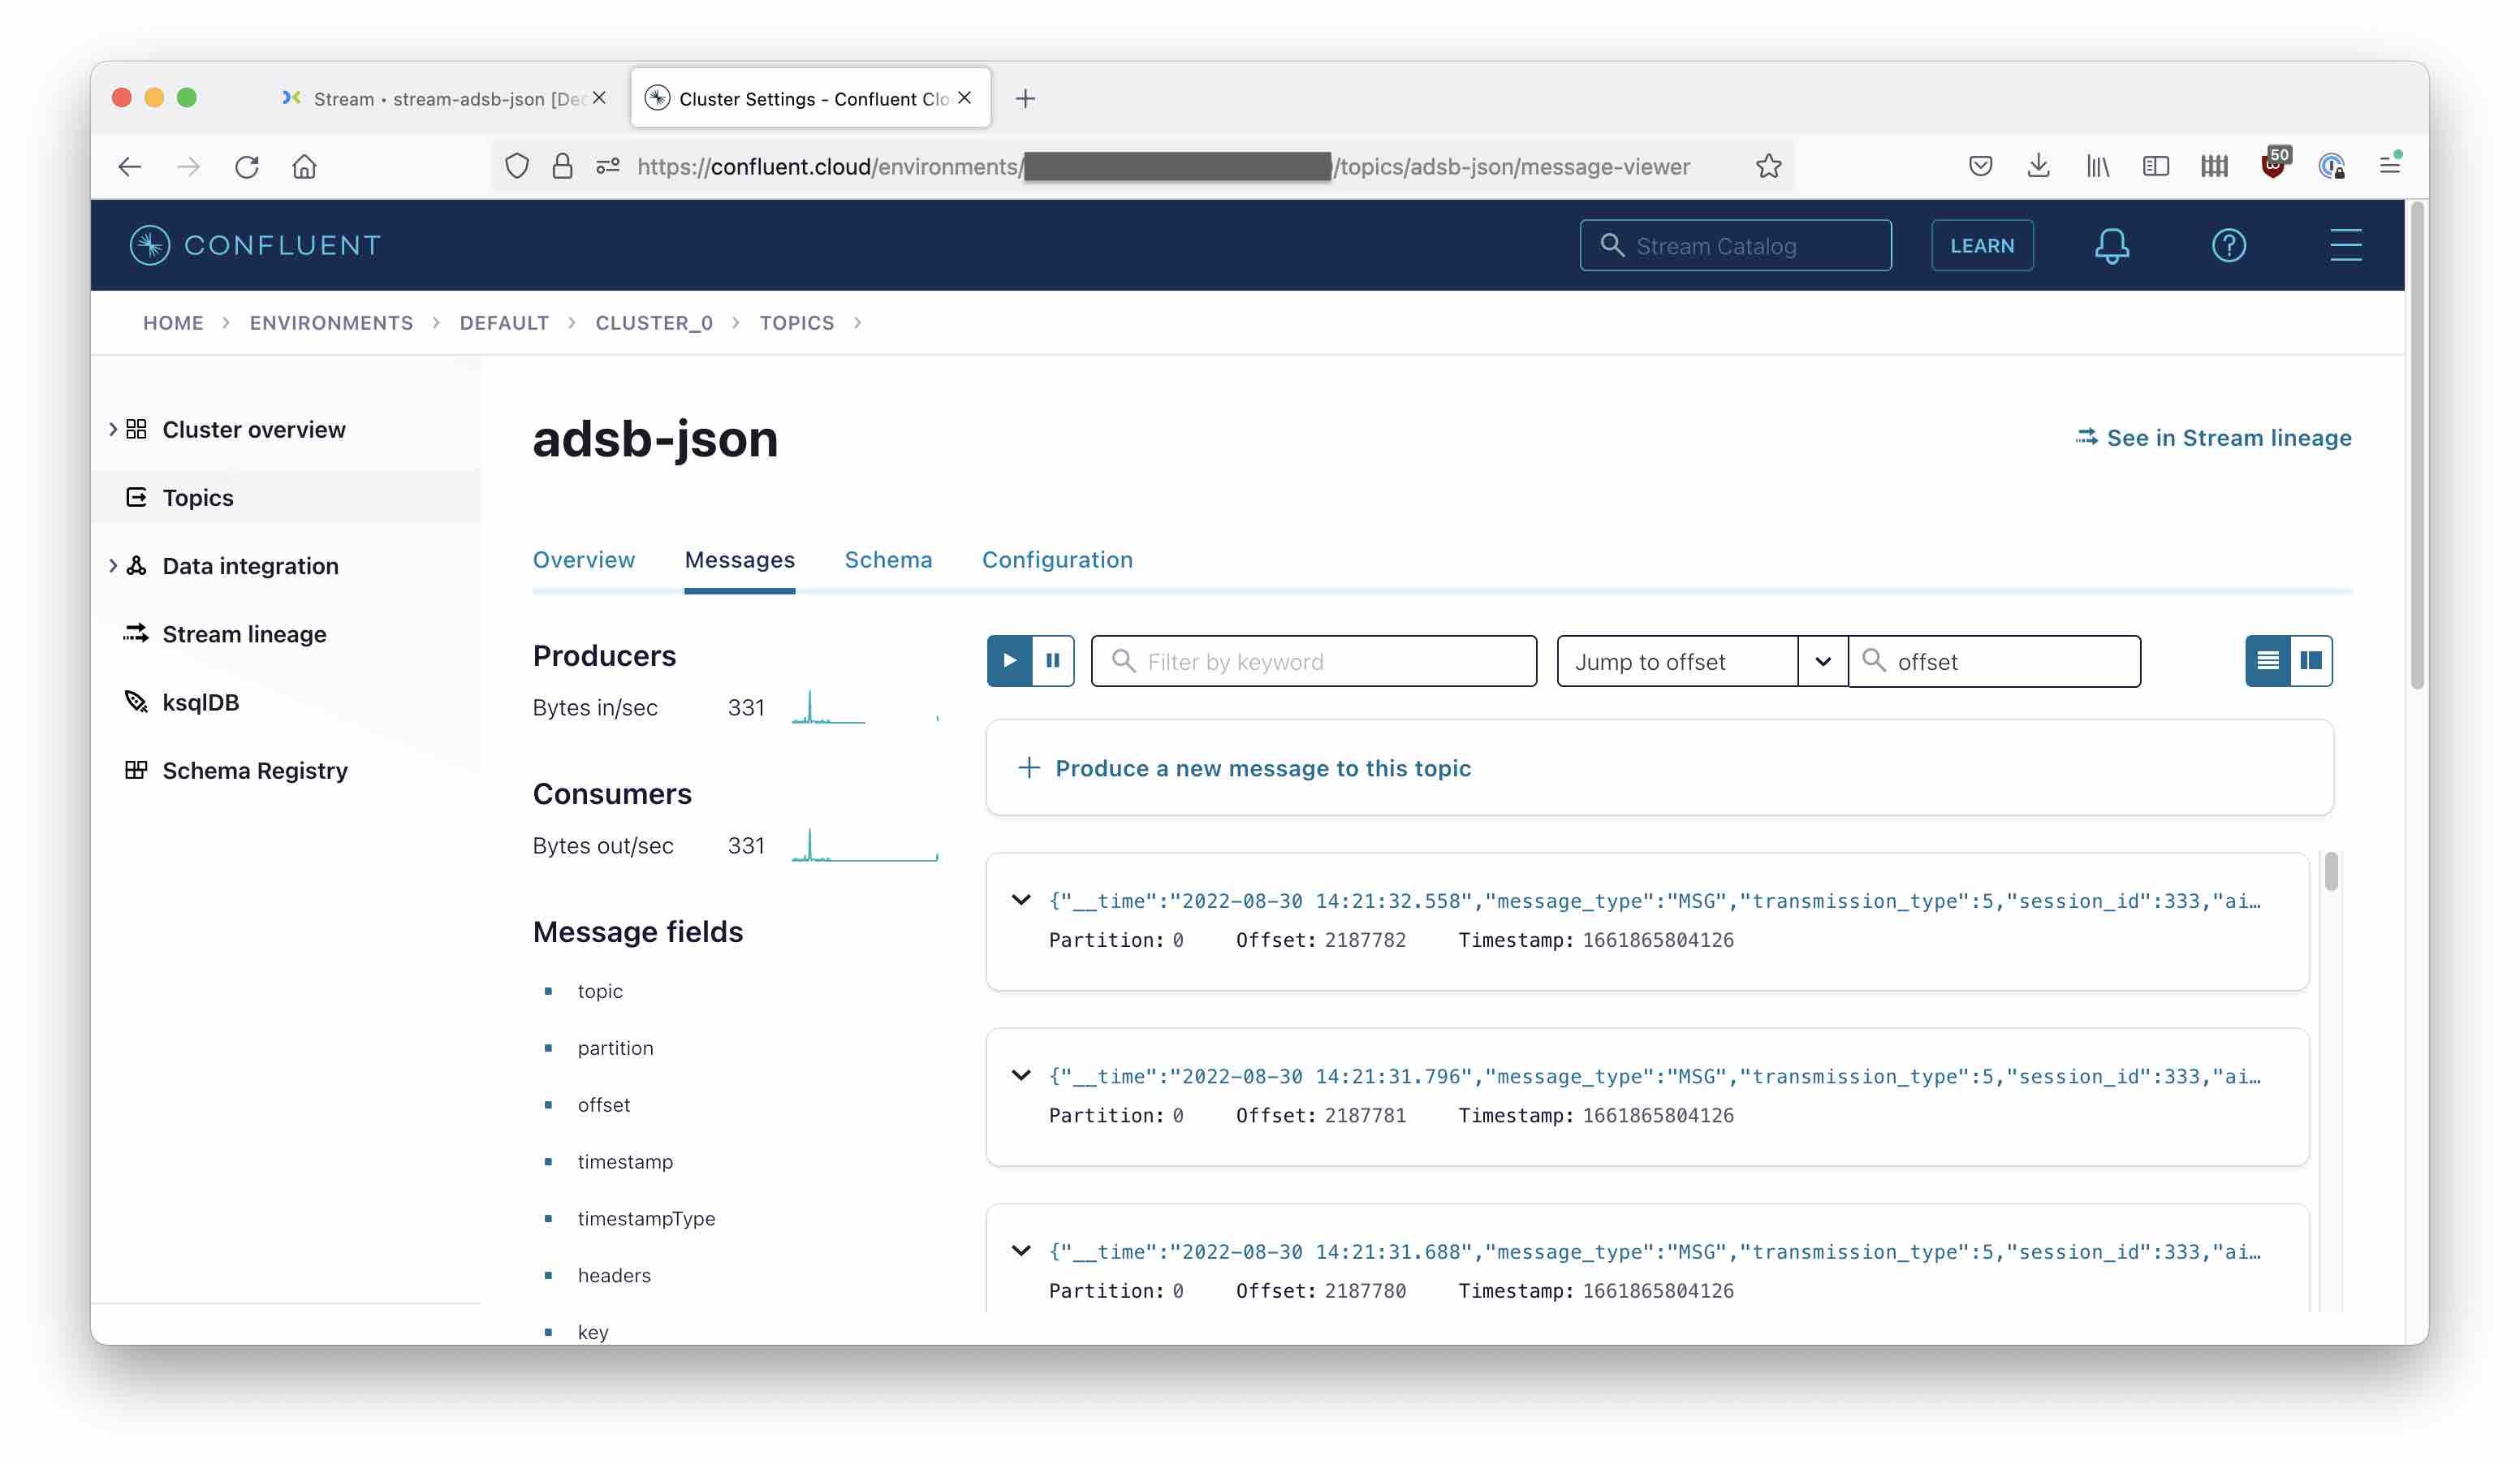 Stream • stream-adsb-json [Dec
Cluster Settings - Confluent Clo
https://confluent.cloud/environments/ /topics/adsb-json/message-viewer
50
CONFLUENT
Stream Catalog
LEARN
HOME > ENVIRONMENTS > DEFAULT > CLUSTER_0 > TOPICS >
Cluster overview
Topics
Data integration
Stream lineage
ksqlDB
Schema Registry
adsb-json
See in Stream lineage
Overview Messages Schema Configuration
Producers
Bytes in/sec 331
Consumers
Bytes out/sec 331
Message fields
topic
partition
offset
timestamp
timestampType
headers
key
Filter by keyword
Jump to offset
offset
Produce a new message to this topic
{"__time":"2022-08-30 14:21:32.558","message_type":"MSG","transmission_type":5,"session_id":333,"ai…
Partition: 0 Offset: 2187782 Timestamp: 1661865804126
{"__time":"2022-08-30 14:21:31.796","message_type":"MSG","transmission_type":5,"session_id":333,"ai…
Partition: 0 Offset: 2187781 Timestamp: 1661865804126
{"__time":"2022-08-30 14:21:31.688","message_type":"MSG","transmission_type":5,"session_id":333,"ai…
Partition: 0 Offset: 2187780 Timestamp: 1661865804126